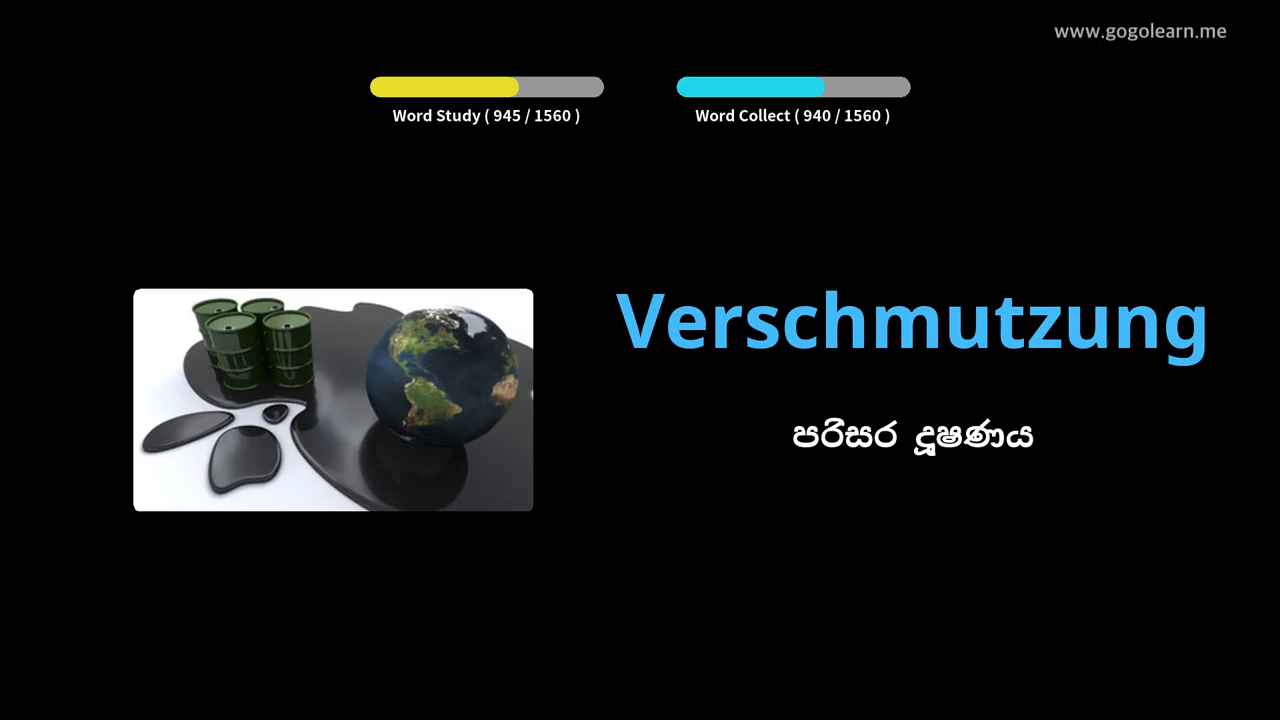 www.gogolearn.me
Word Study ( 945 / 1560 )
Word Collect ( 940 / 1560 )
Verschmutzung
පරිසර දූෂණය